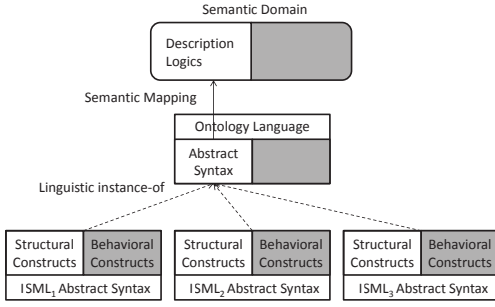 Semantic Domain
Description
Logics
Semantic Mapping
Ontology Language
Abstract
Syntax
Linguistic instance-of
Structural Behavioral Structural Behavioral Structural Behavioral
Constructs Constructs Constructs Constructs Constructs Constructs
ISML₁ Abstract Syntax ISML₂ Abstract Syntax ISML₃ Abstract Syntax